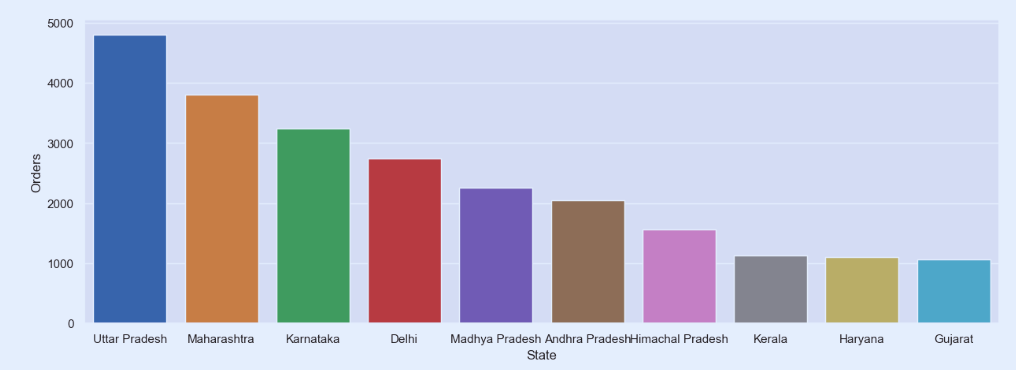 5000
4000
3000
2000
1000
0
Orders
Uttar Pradesh Maharashtra Karnataka Delhi Madhya Pradesh Andhra Pradesh Himachal Pradesh Kerala Haryana Gujarat
State